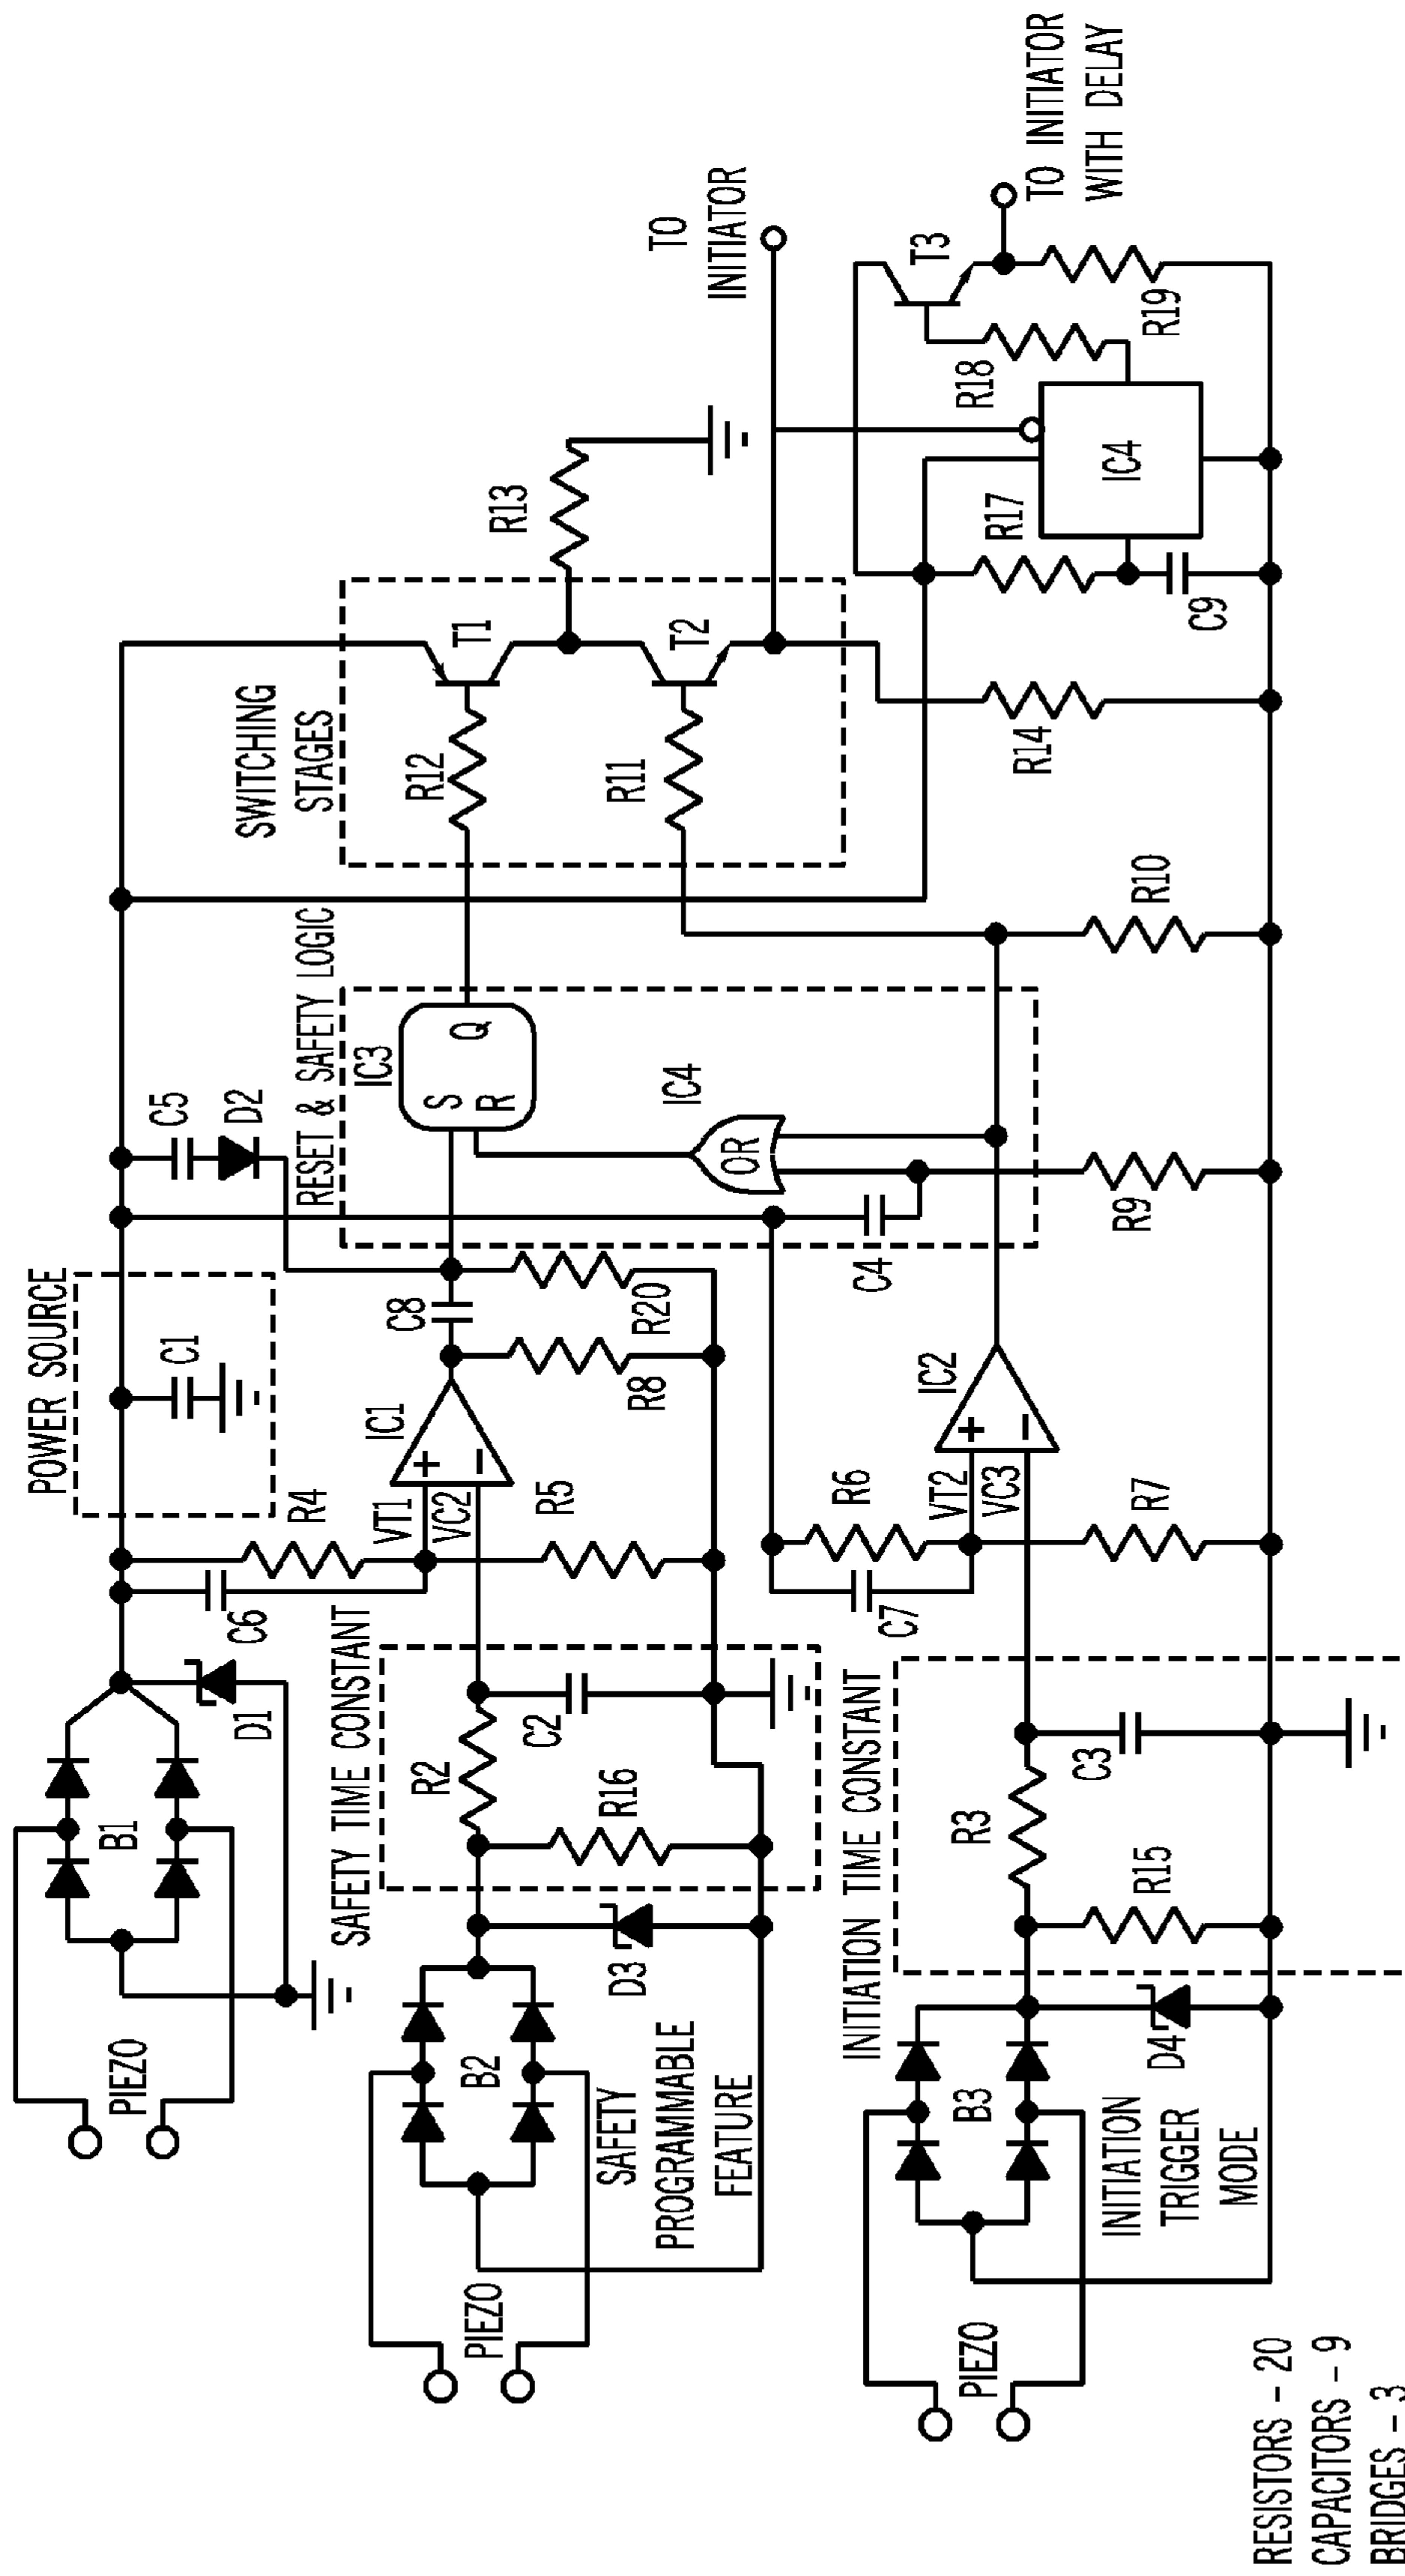 POWER SOURCE
C1
C5
D2
PIEZO
B1
D1
C6
R4
VT1
VC2
IC1
R5
C8
R8
R20
RESET & SAFETY LOGIC
IC3
S
R
Q
IC4
OR
C4
R9
SWITCHING
STAGES
R12
T1
R11
T2
R13
TO
INITIATOR
SAFETY TIME CONSTANT
R2
C2
R16
D3
B2
PIEZO
SAFETY
PROGRAMMABLE
FEATURE
INITIATION TIME CONSTANT
R3
C3
R15
D4
B3
PIEZO
INITIATION
TRIGGER
MODE
C7
R6
VT2
VC3
IC2
R7
R10
R14
R17
C9
IC4
R18
T3
R19
TO INITIATOR
WITH DELAY
RESISTORS – 20
CAPACITORS – 9
BRIDGES – 3